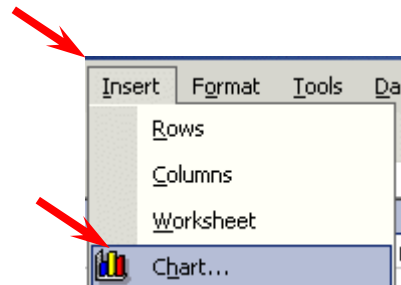 Insert Format Tools Da
Rows
Columns
Worksheet
Chart...